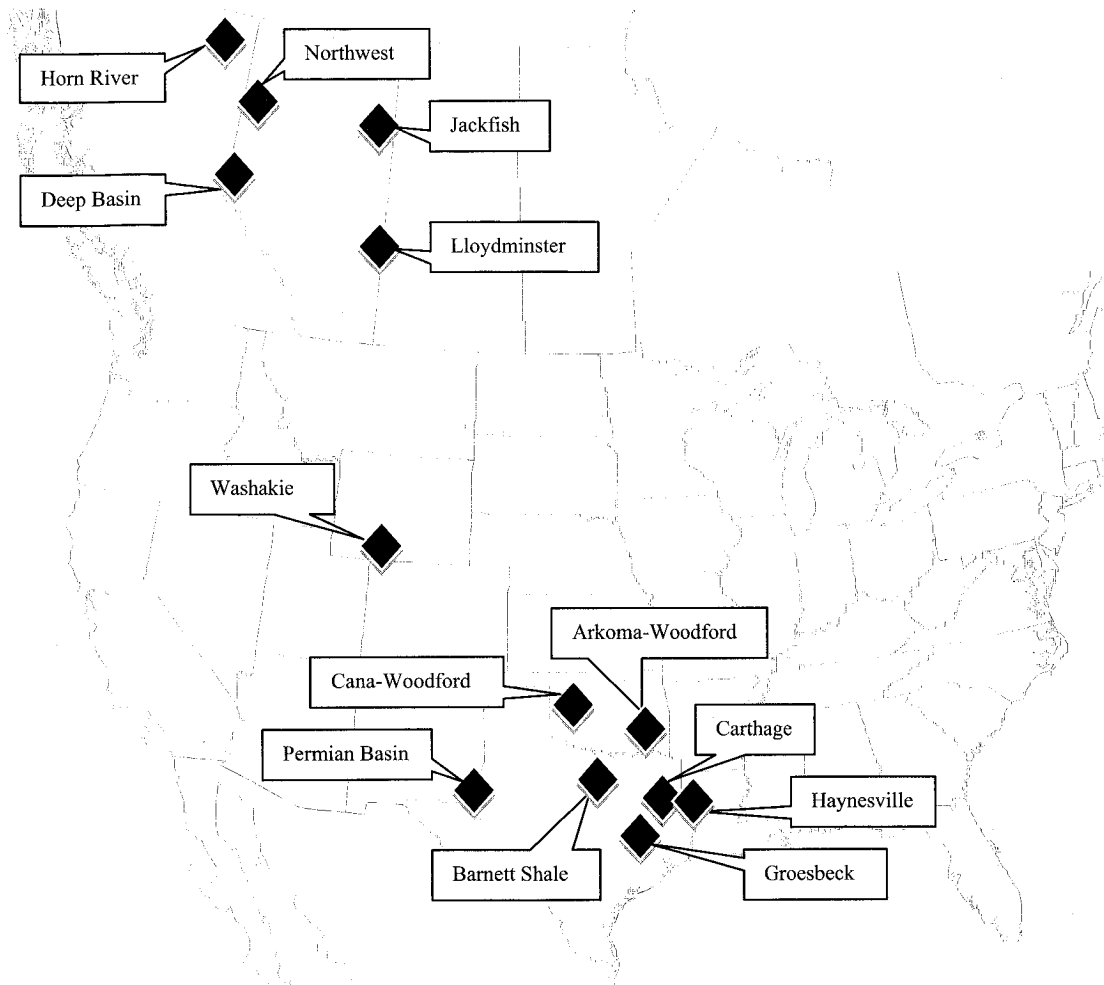 Northwest
Horn River
Jackfish
Deep Basin
Lloydminster
Washakie
Arkoma-Woodford
Cana-Woodford
Carthage
Permian Basin
Haynesville
Barnett Shale
Groesbeck